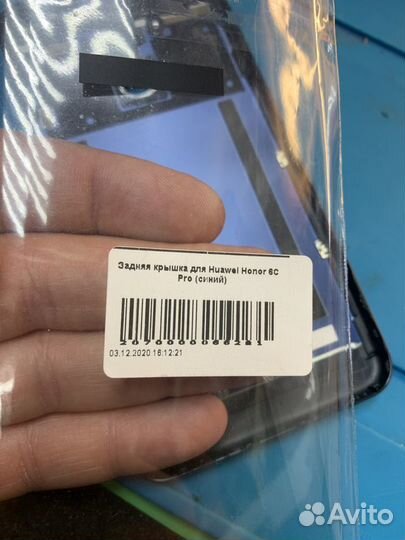 Задняя крышка для Huawei Honor 6C
Pro (синий)
03.12.2020 16:12:21
Avito